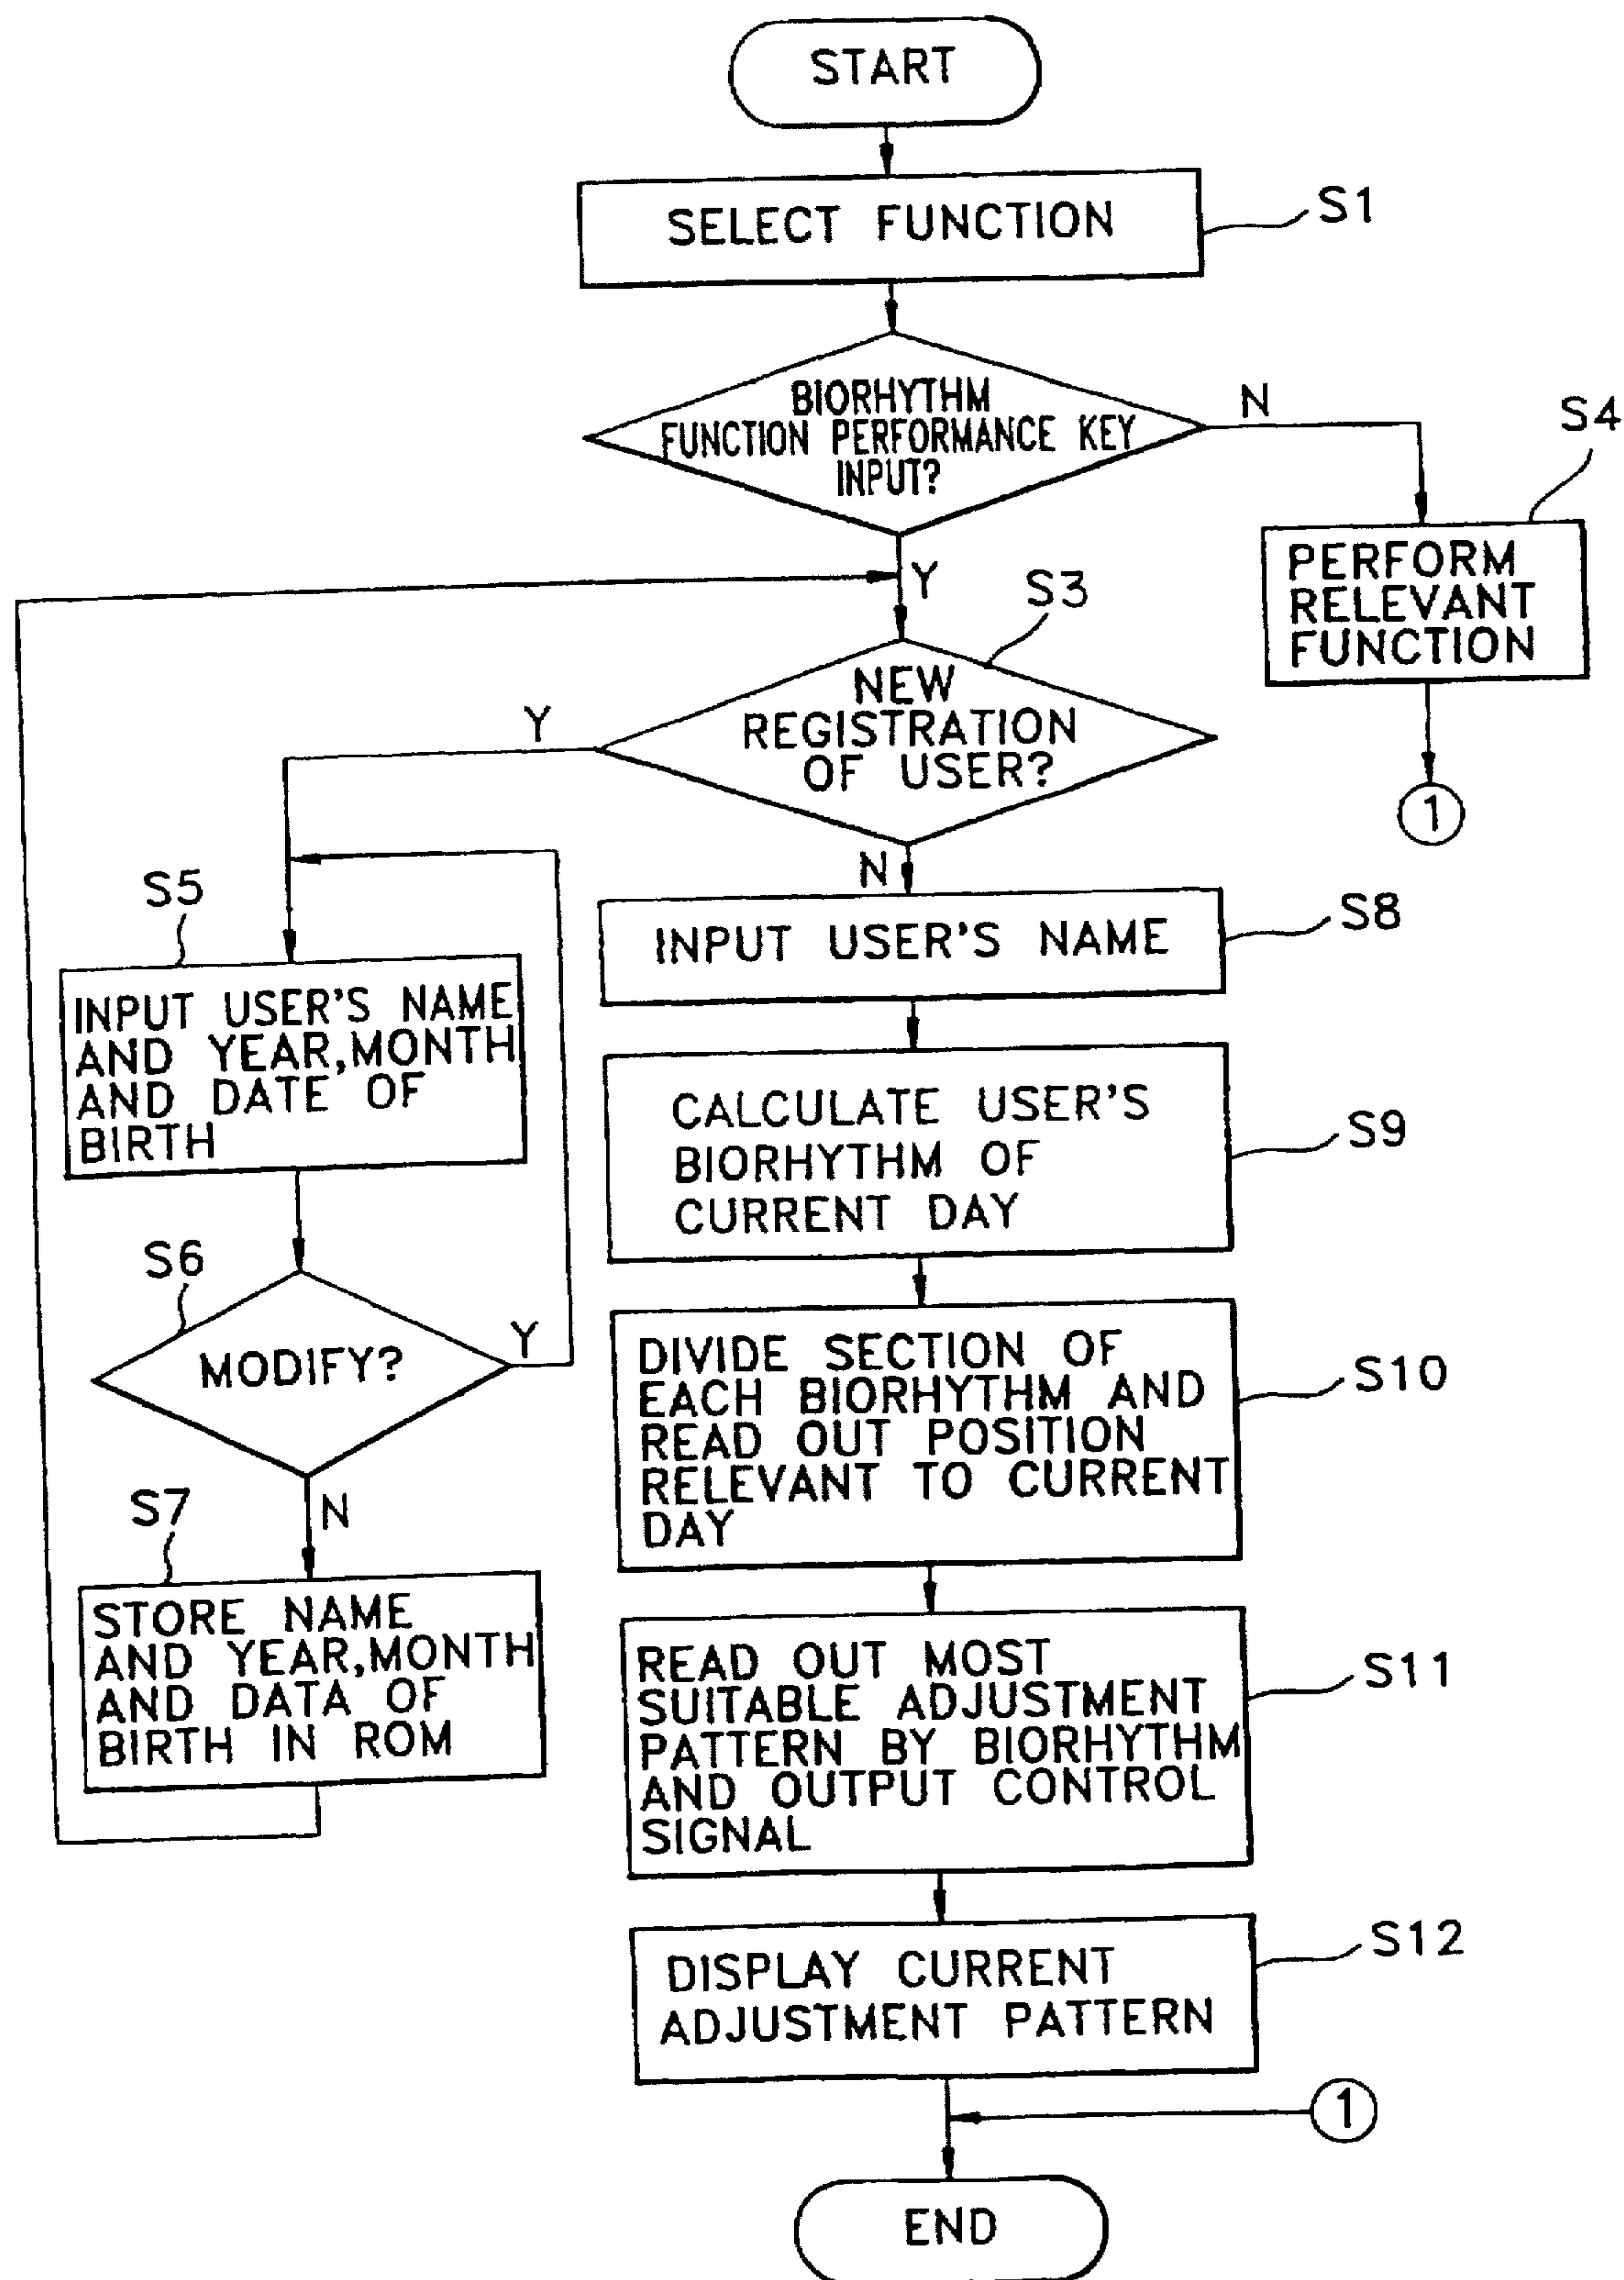 START
SELECT FUNCTION
S1
BIORHYTHM
FUNCTION PERFORMANCE KEY
INPUT?
N
S4
PERFORM
RELEVANT
FUNCTION
1
Y
S3
NEW
REGISTRATION
OF USER?
Y
N
S5
INPUT USER'S NAME
AND YEAR,MONTH
AND DATE OF
BIRTH
S6
MODIFY?
Y
N
S7
STORE NAME
AND YEAR,MONTH
AND DATA OF
BIRTH IN ROM
INPUT USER'S NAME
S8
CALCULATE USER'S
BIORHYTHM OF
CURRENT DAY
S9
DIVIDE SECTION OF
EACH BIORHYTHM AND
READ OUT POSITION
RELEVANT TO CURRENT
DAY
S10
READ OUT MOST
SUITABLE ADJUSTMENT
PATTERN BY BIORHYTHM
AND OUTPUT CONTROL
SIGNAL
S11
DISPLAY CURRENT
ADJUSTMENT PATTERN
S12
1
END